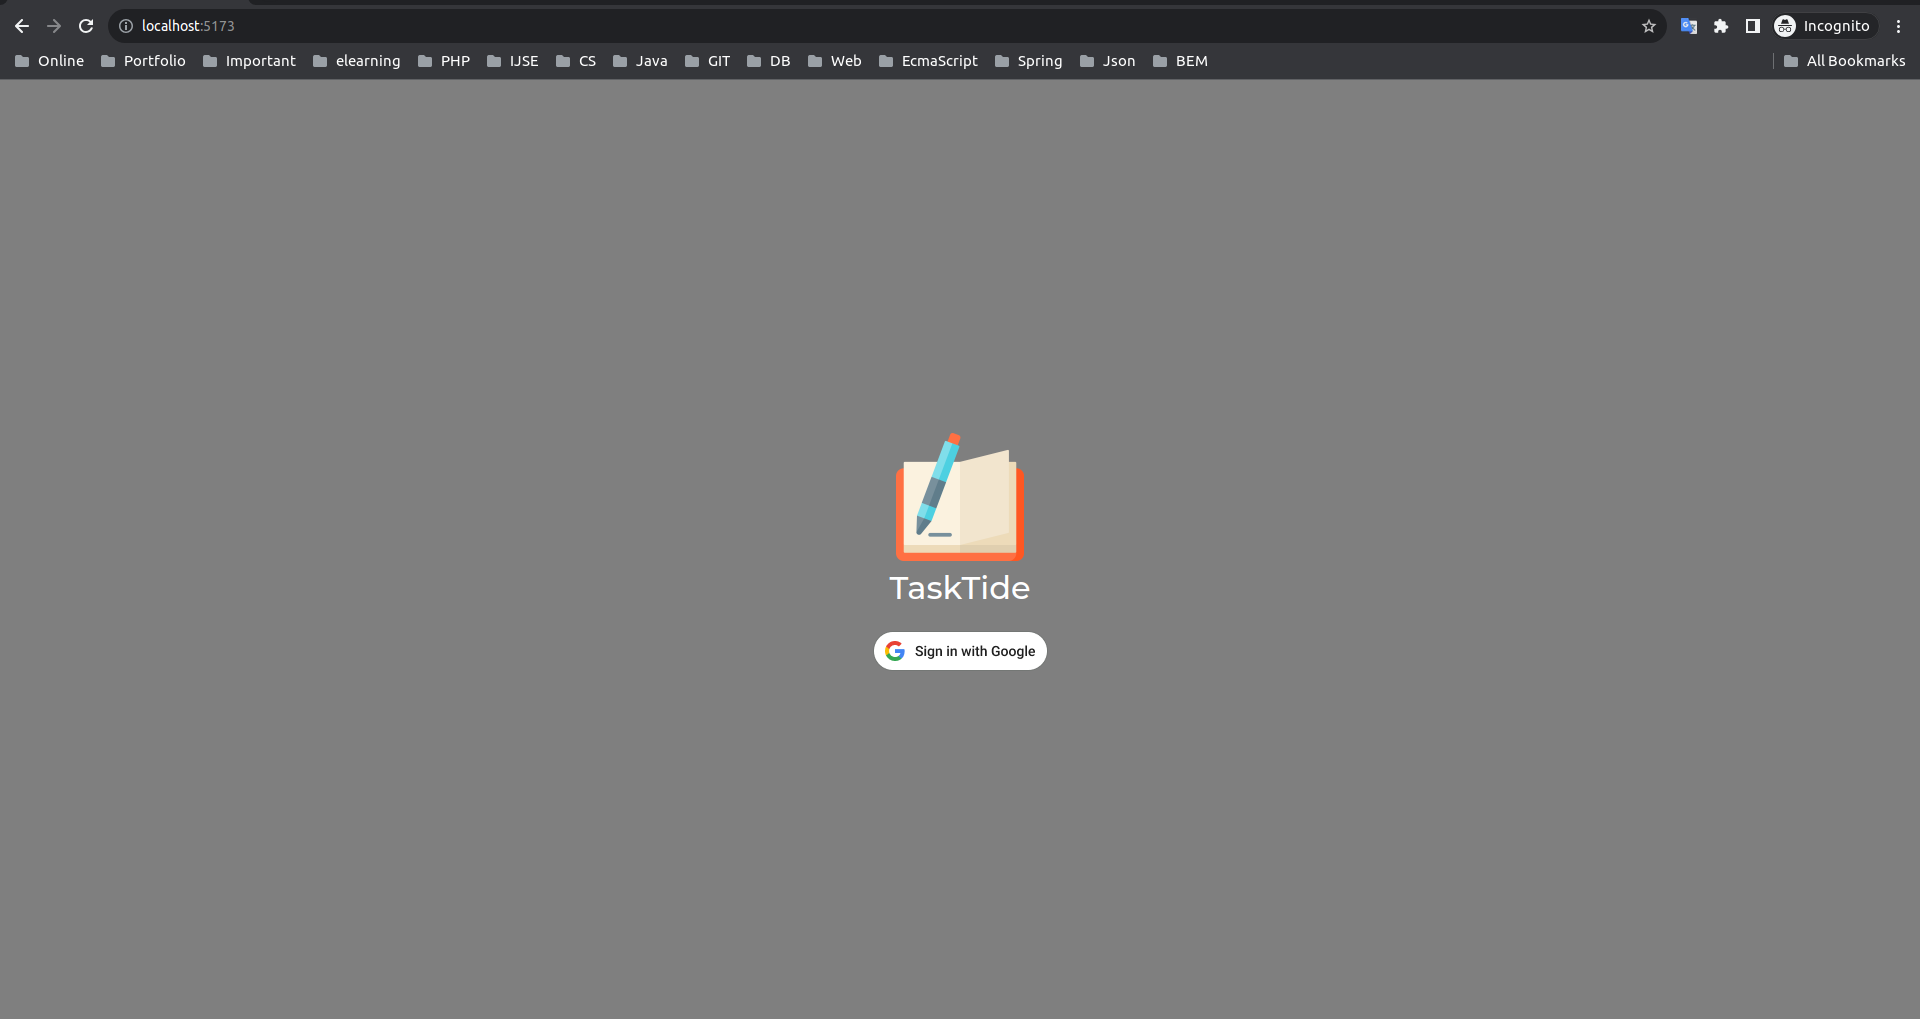 localhost:5173
Incognito
Online Portfolio Important elearning PHP IJSE CS Java GIT DB Web EcmaScript Spring Json BEM All Bookmarks
TaskTide
Sign in with Google